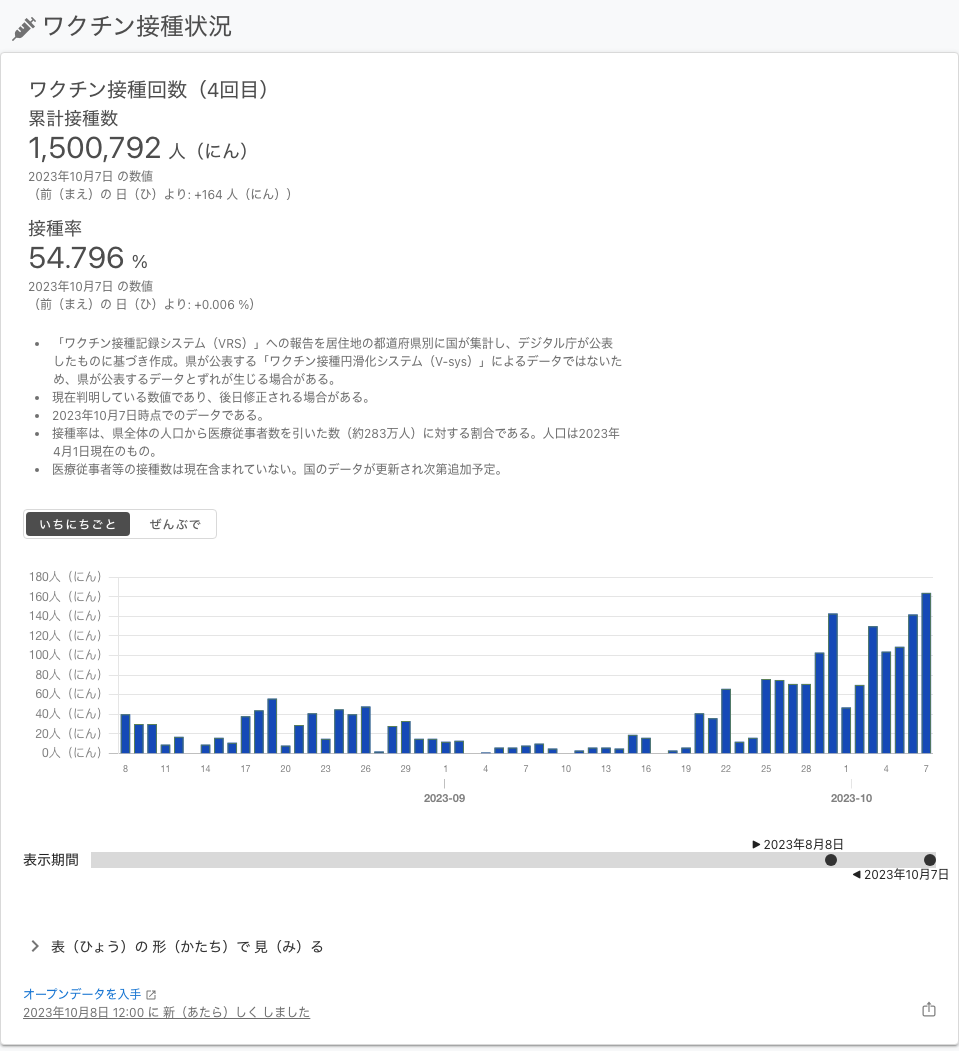 ワクチン接種状況
ワクチン接種回数（4回目）
累計接種数
1,500,792 人（にん）
2023年10月7日 の数値
（前（まえ）の 日（ひ）より: +164 人（にん））
接種率
54.796 %
2023年10月7日 の数値
（前（まえ）の 日（ひ）より: +0.006 %）
• 「ワクチン接種記録システム（VRS）」への報告を居住地の都道府県別に国が集計し、デジタル庁が公表
したものに基づき作成。県が公表する「ワクチン接種円滑化システム（V-sys）」によるデータではないた
め、県が公表するデータとずれが生じる場合がある。
• 現在判明している数値であり、後日修正される場合がある。
• 2023年10月7日時点でのデータである。
• 接種率は、県全体の人口から医療従事者数を引いた数（約283万人）に対する割合である。人口は2023年
4月1日現在のもの。
• 医療従事者等の接種数は現在含まれていない。国のデータが更新され次第追加予定。
いちにちごと ぜんぶで
180人（にん）
160人（にん）
140人（にん）
120人（にん）
100人（にん）
80人（にん）
60人（にん）
40人（にん）
20人（にん）
0人（にん）
8 11 14 17 20 23 26 29 1 4 7 10 13 16 19 22 25 28 1 4 7
2023-09 2023-10
▶ 2023年8月8日
表示期間
◀ 2023年10月7日
表（ひょう）の 形（かたち）で 見（み）る
オープンデータを入手
2023年10月8日 12:00 に 新（あたら）しく しました